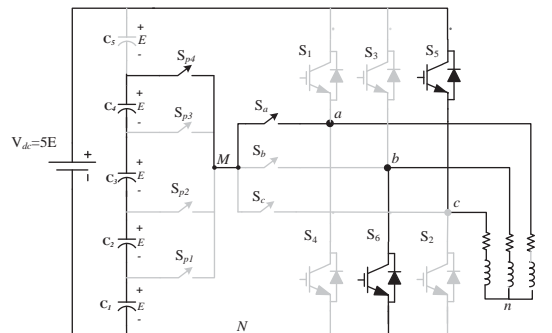 C5 + E -
Sp4
S1
S3
S5
C4 + E -
Sp3
Sa
a
Vdc=5E
+
-
C3 + E -
M
Sb
b
Sp2
Sc
c
C2 + E -
Sp1
S4
S6
S2
C1 + E -
N
n